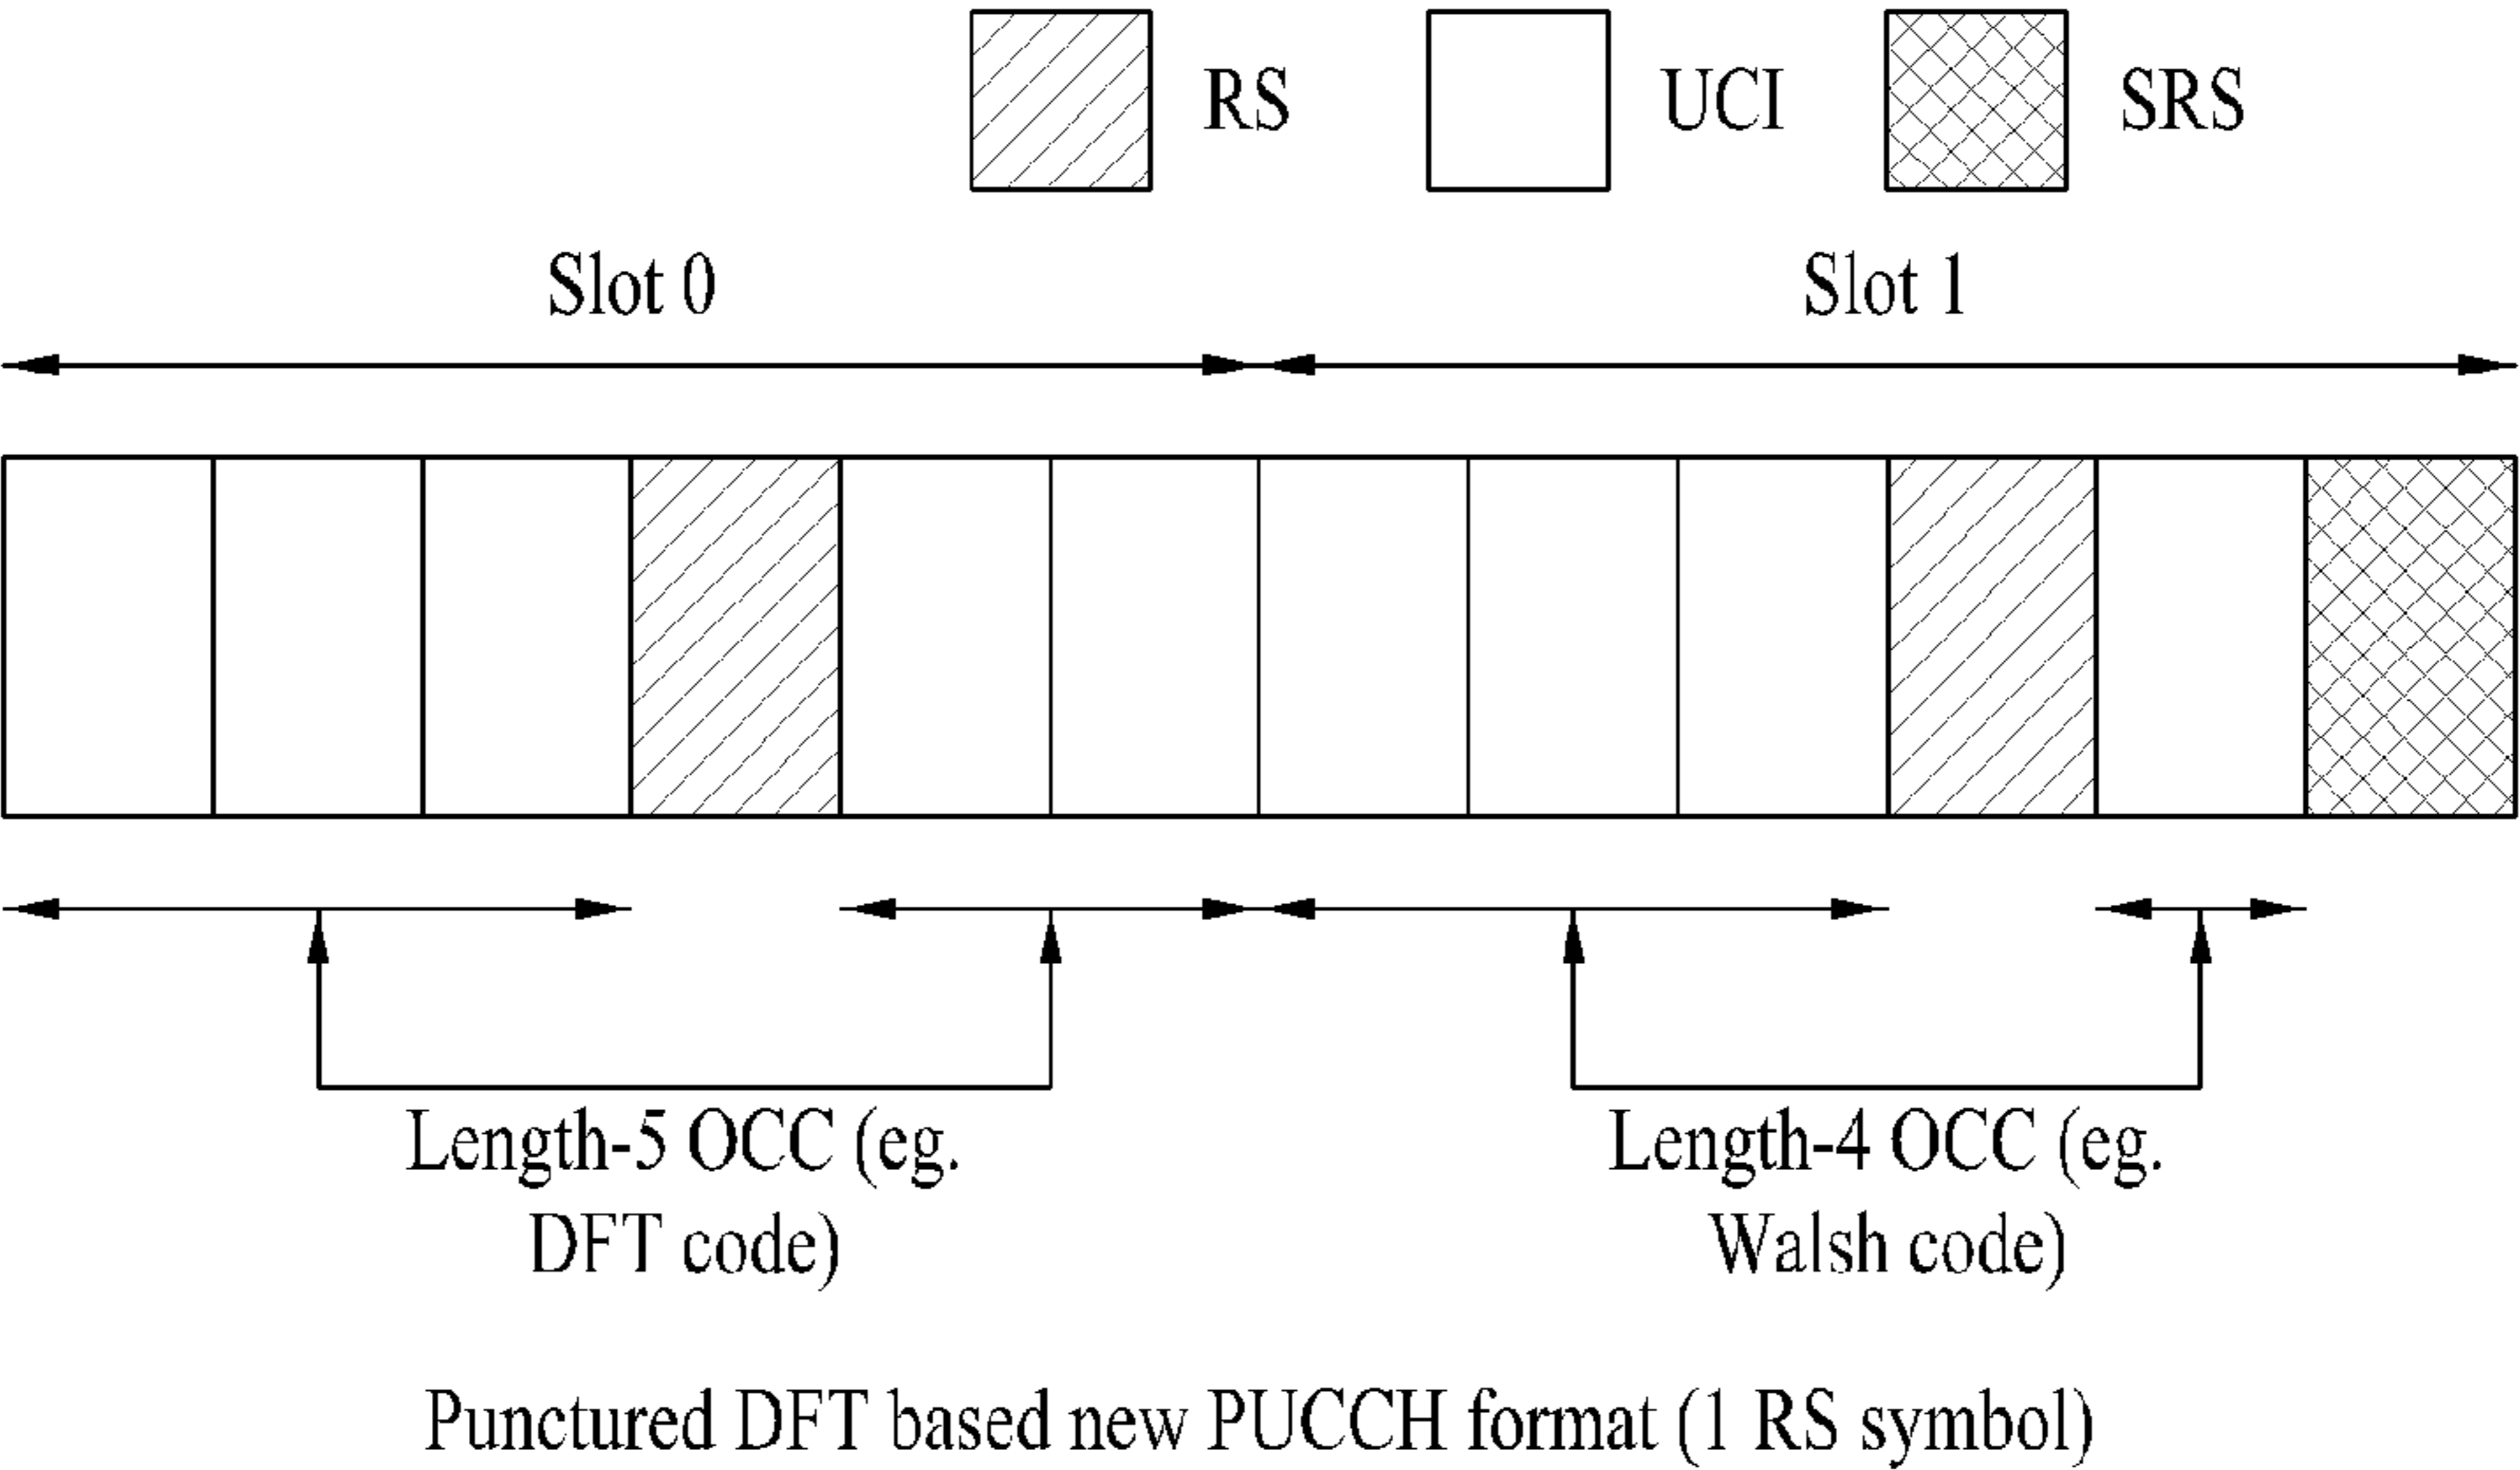 RS
UCI
SRS
Slot 0
Slot 1
Length-5 OCC (eg.
DFT code)
Length-4 OCC (eg.
Walsh code)
Punctured DFT based new PUCCH format (1 RS symbol)